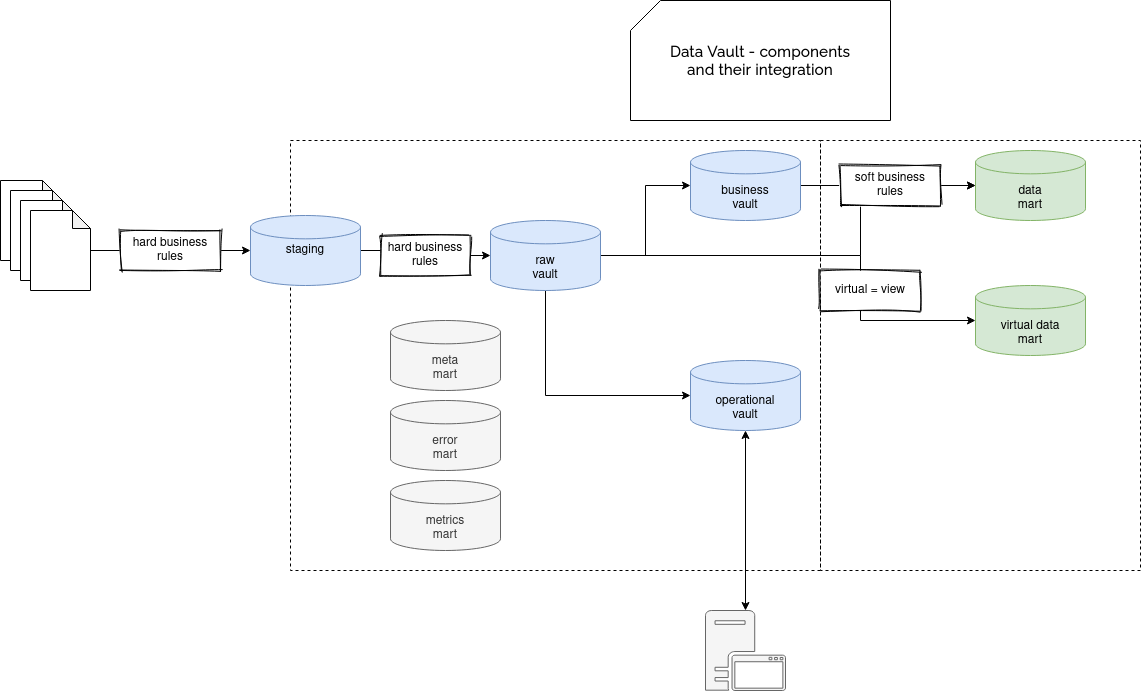 Data Vault - components
and their integration
hard business
rules
staging
hard business
rules
raw
vault
business
vault
soft business
rules
data
mart
virtual = view
virtual data
mart
meta
mart
operational
vault
error
mart
metrics
mart